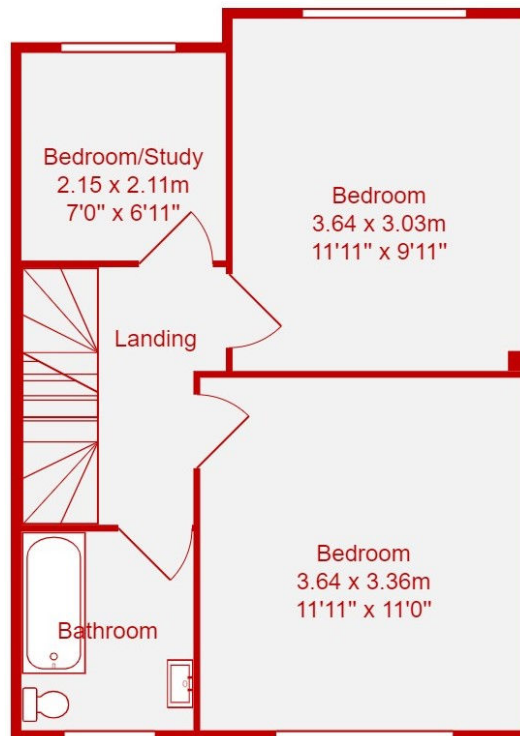 Bedroom/Study
2.15 x 2.11m
7'0" x 6'11"
Bedroom
3.64 x 3.03m
11'11" x 9'11"
Landing
Bedroom
3.64 x 3.36m
11'11" x 11'0"
Bathroom